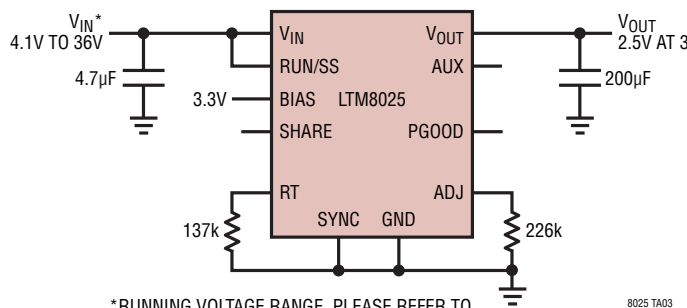 VIN*
4.1V TO 36V
4.7µF
3.3V
VIN
RUN/SS
BIAS
LTM8025
SHARE
RT
SYNC
GND
VOUT
AUX
PGOOD
ADJ
VOUT
2.5V AT 3
200µF
137k
226k
*RUNNING VOLTAGE RANGE. PLEASE REFER TO
8025 TA03